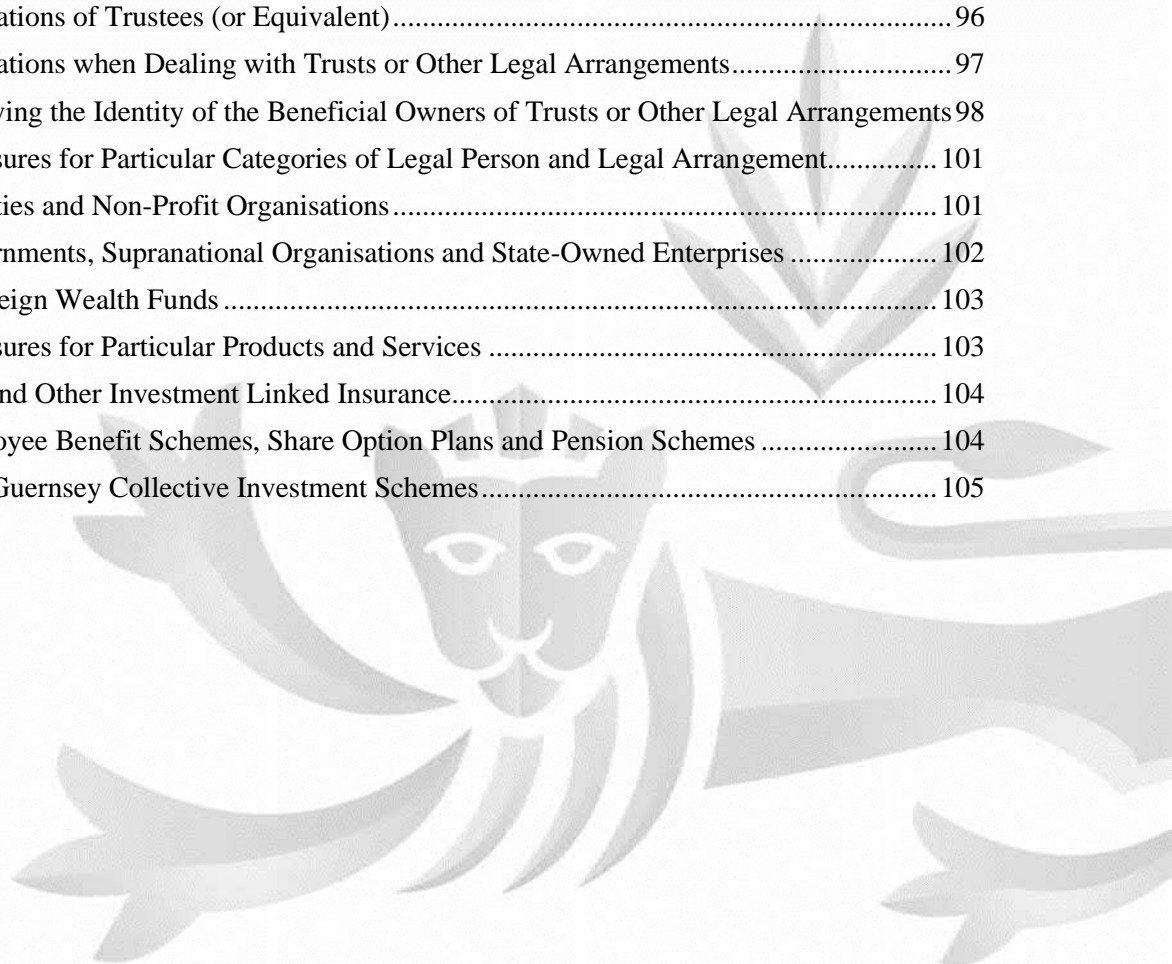 ations of Trustees (or Equivalent)........................................................................... 96
ations when Dealing with Trusts or Other Legal Arrangements............................. 97
ying the Identity of the Beneficial Owners of Trusts or Other Legal Arrangements 98
sures for Particular Categories of Legal Person and Legal Arrangement............... 101
ties and Non-Profit Organisations.......................................................................... 101
rnments, Supranational Organisations and State-Owned Enterprises .................... 102
reign Wealth Funds ................................................................................................ 103
sures for Particular Products and Services ............................................................. 103
nd Other Investment Linked Insurance................................................................. 104
oyee Benefit Schemes, Share Option Plans and Pension Schemes ........................ 104
Guernsey Collective Investment Schemes............................................................. 105